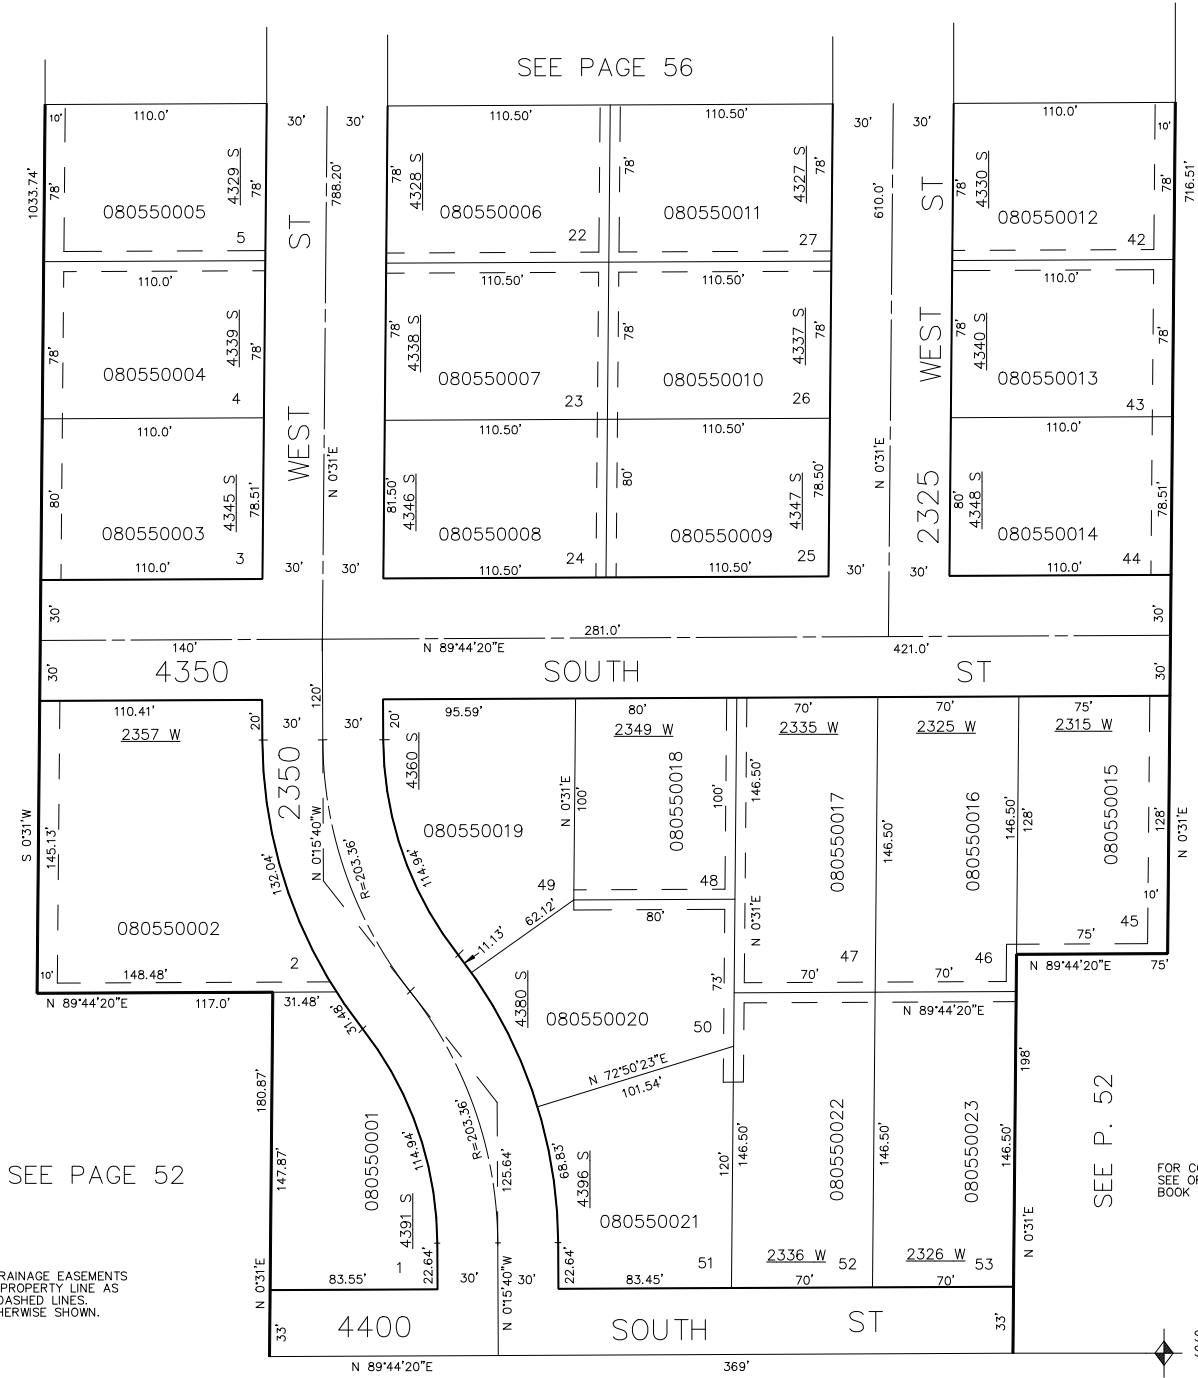 SEE PAGE 56
110.0'
30'
30'
110.50'
110.50'
30'
30'
110.0'
10'
10'
1033.74'
78'
4329 S
78'
788.20'
78'
4328 S
78'
4327 S
78'
610.0'
78'
4330 S
78'
716.51'
080550005
5
080550006
22
080550011
27
080550012
42
WEST ST
2325 WEST ST
110.0'
110.50'
110.50'
110.0'
78'
4339 S
78'
78'
4338 S
78'
4337 S
78'
78'
4340 S
78'
080550004
4
080550007
23
080550010
26
080550013
43
110.0'
110.50'
110.50'
110.0'
N 0°31'E
N 0°31'E
80'
4345 S
78.51'
81.50'
4346 S
80'
4347 S
78.50'
80'
4348 S
78.51'
080550003
3
080550008
24
080550009
25
080550014
44
110.0'
30'
30'
110.50'
110.50'
30'
30'
110.0'
30'
30'
281.0'
140'
N 89°44'20"E
421.0'
4350 SOUTH ST
30'
30'
110.41'
2357 W
20'
30'
120'
30'
20'
95.59'
80'
2349 W
70'
2335 W
70'
2325 W
75'
2315 W
2350
4360 S
S 0°31'W
145.13'
132.04'
N 0°15'40"W
R=203.36'
114.94'
080550019
49
N 0°31'E
100'
080550018
100'
48
146.50'
N 0°31'E
080550017
47
146.50'
080550016
46
146.50'
128'
080550015
128'
N 0°31'E
10'
45
75'
080550002
2
10'
148.48'
N 89°44'20"E
117.0'
31.48'
31.48'
11.13'
62.12'
80'
73'
4380 S
080550020
50
70'
70'
N 89°44'20"E
N 89°44'20"E
75'
N 72°50'23"E
101.54'
180.87'
147.87'
080550001
4391 S
1
114.94'
R=203.36'
125.64'
68.83'
4396 S
080550021
51
120'
146.50'
080550022
2336 W
52
146.50'
080550023
2326 W
53
146.50'
198'
SEE P. 52
N 0°31'E
SEE PAGE 52
FOR C
SEE O
BOOK
RAINAGE EASEMENTS
PROPERTY LINE AS
DASHED LINES.
HERWISE SHOWN.
N 0°31'E
83.55'
22.64'
30'
N 0°15'40"W
30'
22.64'
83.45'
70'
70'
33'
4400 SOUTH ST
33'
N 89°44'20"E
369'